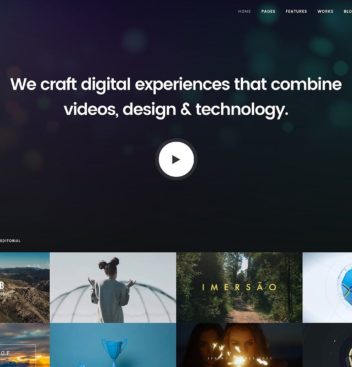 HOME PAGES FEATURES WORKS BLO
We craft digital experiences that combine
videos, design & technology.
EDITORIAL
B
IMERSÃO